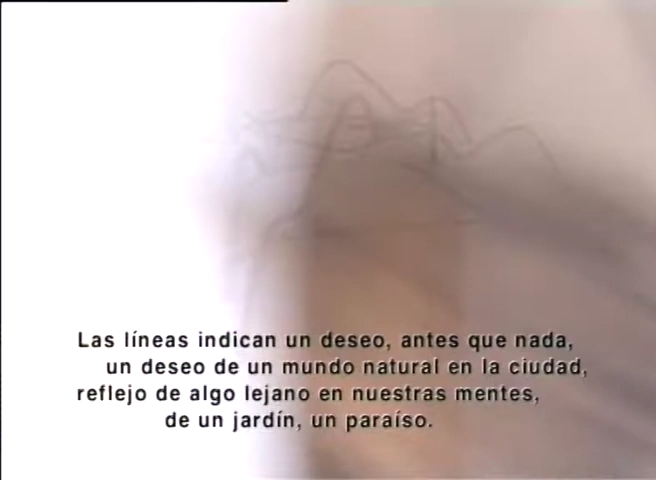 Las líneas indican un deseo, antes que nada,
un deseo de un mundo natural en la ciudad,
reflejo de algo lejano en nuestras mentes,
de un jardín, un paraíso.